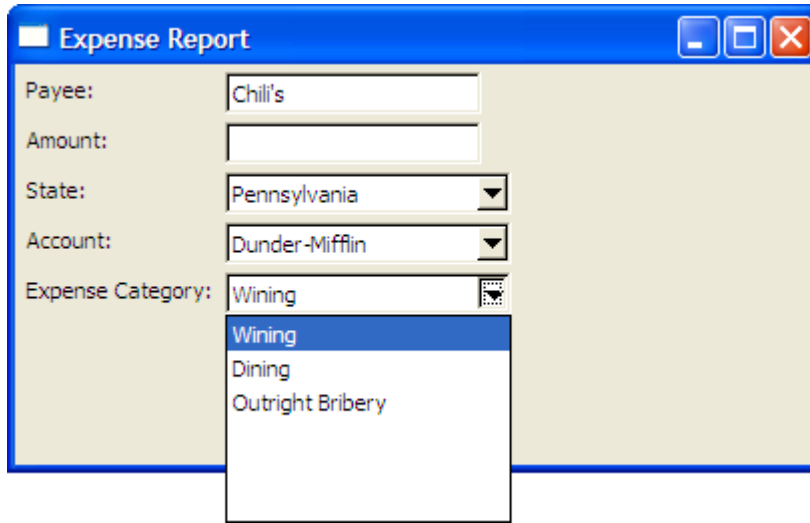 Expense Report
Payee: Chili's
Amount:
State: Pennsylvania
Account: Dunder-Mifflin
Expense Category: Wining
Wining
Dining
Outright Bribery